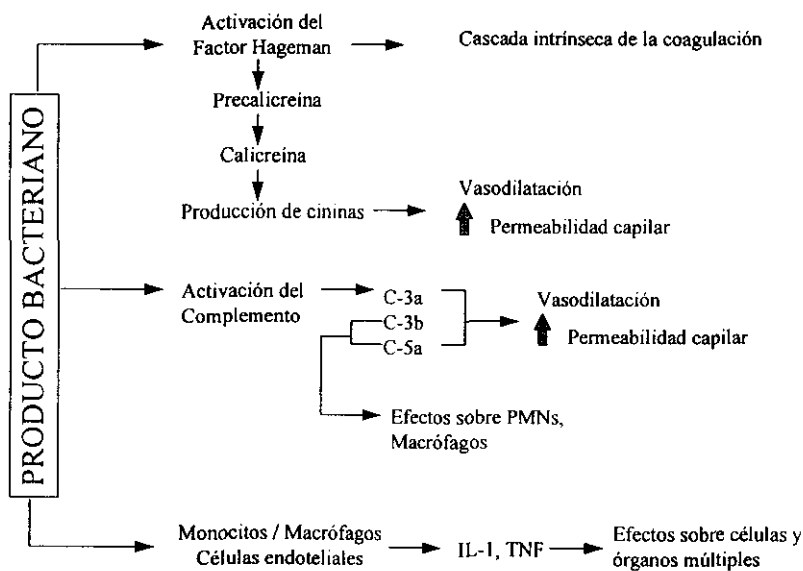 PRODUCTO BACTERIANO
Activación del
Factor Hageman
Cascada intrínseca de la coagulación
Precalicreína
Calicreína
Producción de cininas
Vasodilatación
Permeabilidad capilar
Activación del
Complemento
C-3a
C-3b
C-5a
Vasodilatación
Permeabilidad capilar
Efectos sobre PMNs,
Macrófagos
Monocitos / Macrófagos
Células endoteliales
IL-1, TNF
Efectos sobre células y
órganos múltiples